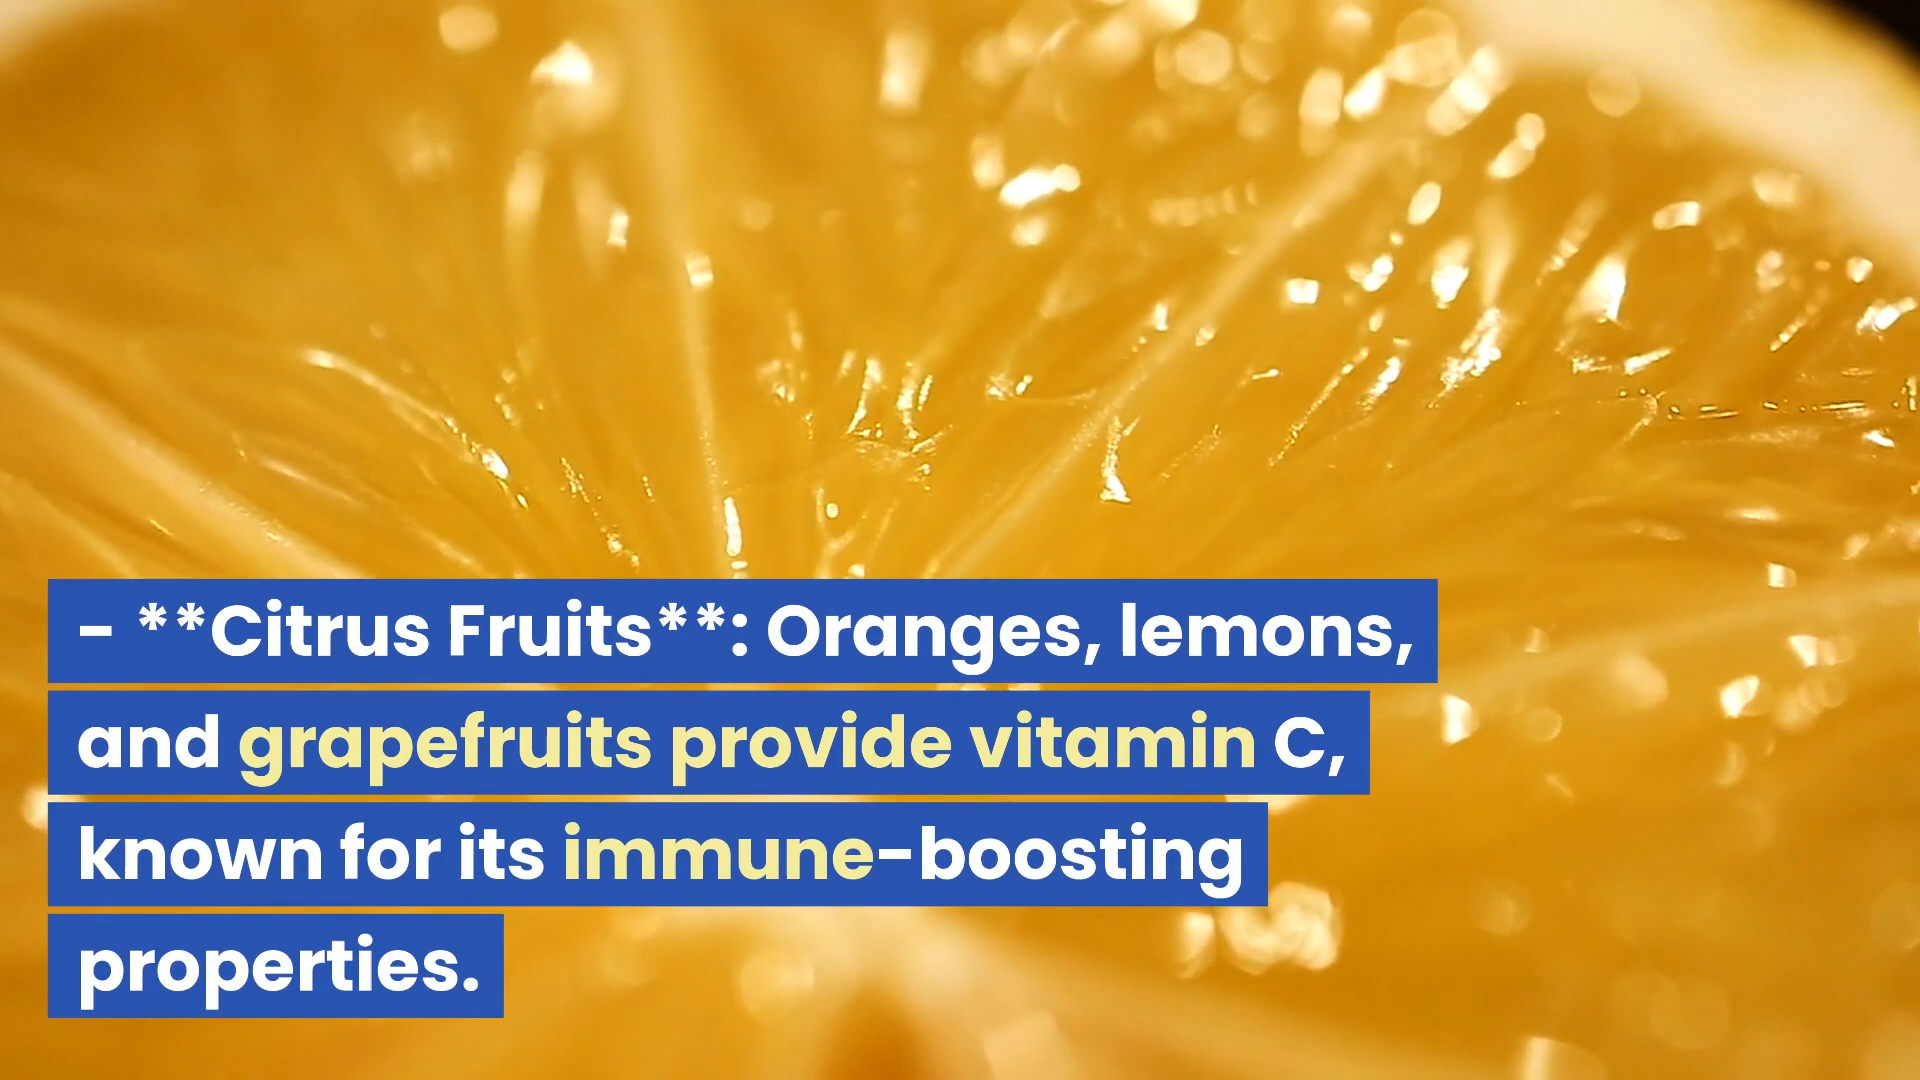 - **Citrus Fruits**: Oranges, lemons,
and grapefruits provide vitamin C,
known for its immune-boosting
properties.